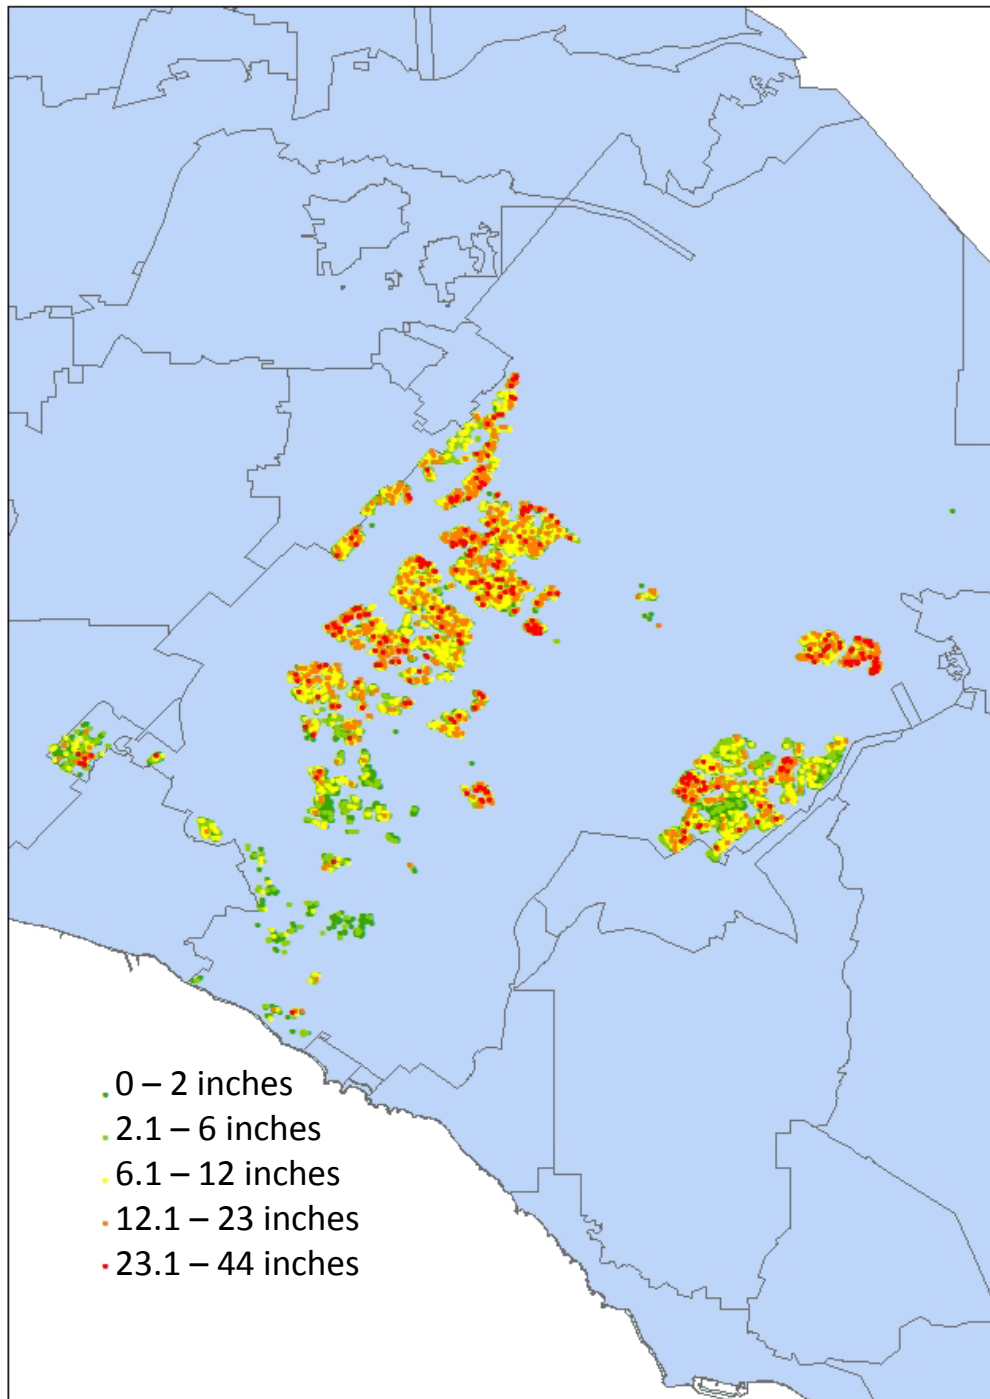 0 – 2 inches
2.1 – 6 inches
6.1 – 12 inches
12.1 – 23 inches
23.1 – 44 inches